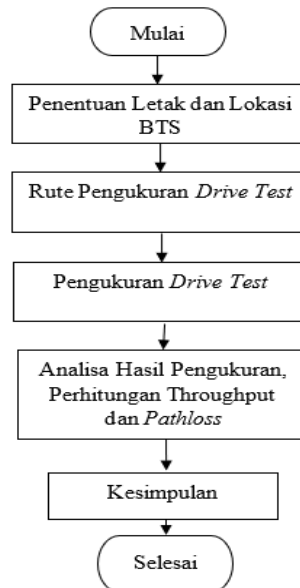 Mulai
Penentuan Letak dan Lokasi
BTS
Rute Pengukuran Drive Test
Pengukuran Drive Test
Analisa Hasil Pengukuran,
Perhitungan Throughput
dan Pathloss
Kesimpulan
Selesai